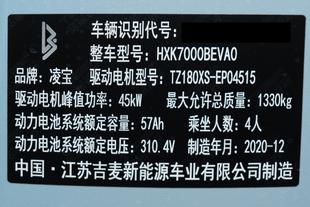 车辆识别代号:
整车型号: HXK7000BEVA0
品牌: 凌宝 驱动电机型号: TZ180XS-EP04515
驱动电机峰值功率: 45kW 最大允许总质量: 1330kg
动力电池系统额定容量: 57Ah 乘坐人数: 4人
动力电池系统额定电压: 310.4V 制造年月: 2020-12
中国·江苏吉麦新能源车业有限公司制造